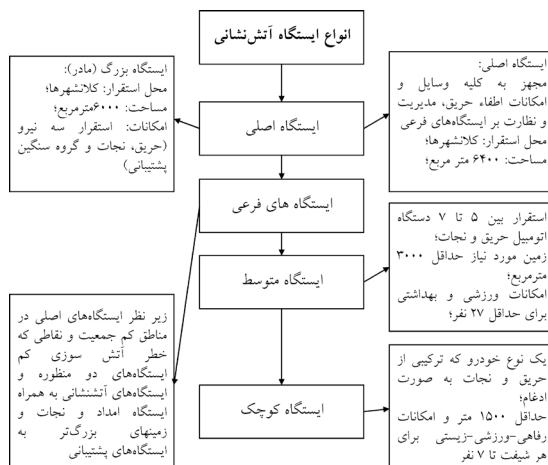 انواع ایستگاه آتش‌نشانی
ایستگاه اصلی:
مجهز به کلیه وسایل و
امکانات اطفاء حریق، مدیریت
و نظارت بر ایستگاه‌های فرعی
محل استقرار: کلانشهرها؛
مساحت: ۶۴۰۰ متر مربع؛
ایستگاه بزرگ (مادر):
محل استقرار: کلانشهرها؛
مساحت: ۶۰۰۰مترمربع؛
امکانات: استقرار سه نیرو
(حریق، نجات و گروه سنگین
پشتیبانی)
ایستگاه اصلی
ایستگاه های فرعی
استقرار بین ۵ تا ۷ دستگاه
اتومبیل حریق و نجات؛
زمین مورد نیاز حداقل ۳۰۰۰
مترمربع؛
امکانات ورزشی و بهداشتی
برای حداقل ۲۷ نفر؛
ایستگاه متوسط
زیر نظر ایستگاه‌های اصلی در
مناطق کم جمعیت و نقاطی که
خطر آتش سوزی کم
ایستگاه‌های دو منظوره و
ایستگاه‌های آتشنشانی به همراه
ایستگاه امداد و نجات و
زمینهای بزرگ‌تر به
ایستگاه‌های پشتیبانی
یک نوع خودرو که ترکیبی از
حریق و نجات به صورت
ادغام؛
حداقل ۱۵۰۰ متر و امکانات
رفاهی-ورزشی-زیستی برای
هر شیفت تا ۷ نفر
ایستگاه کوچک